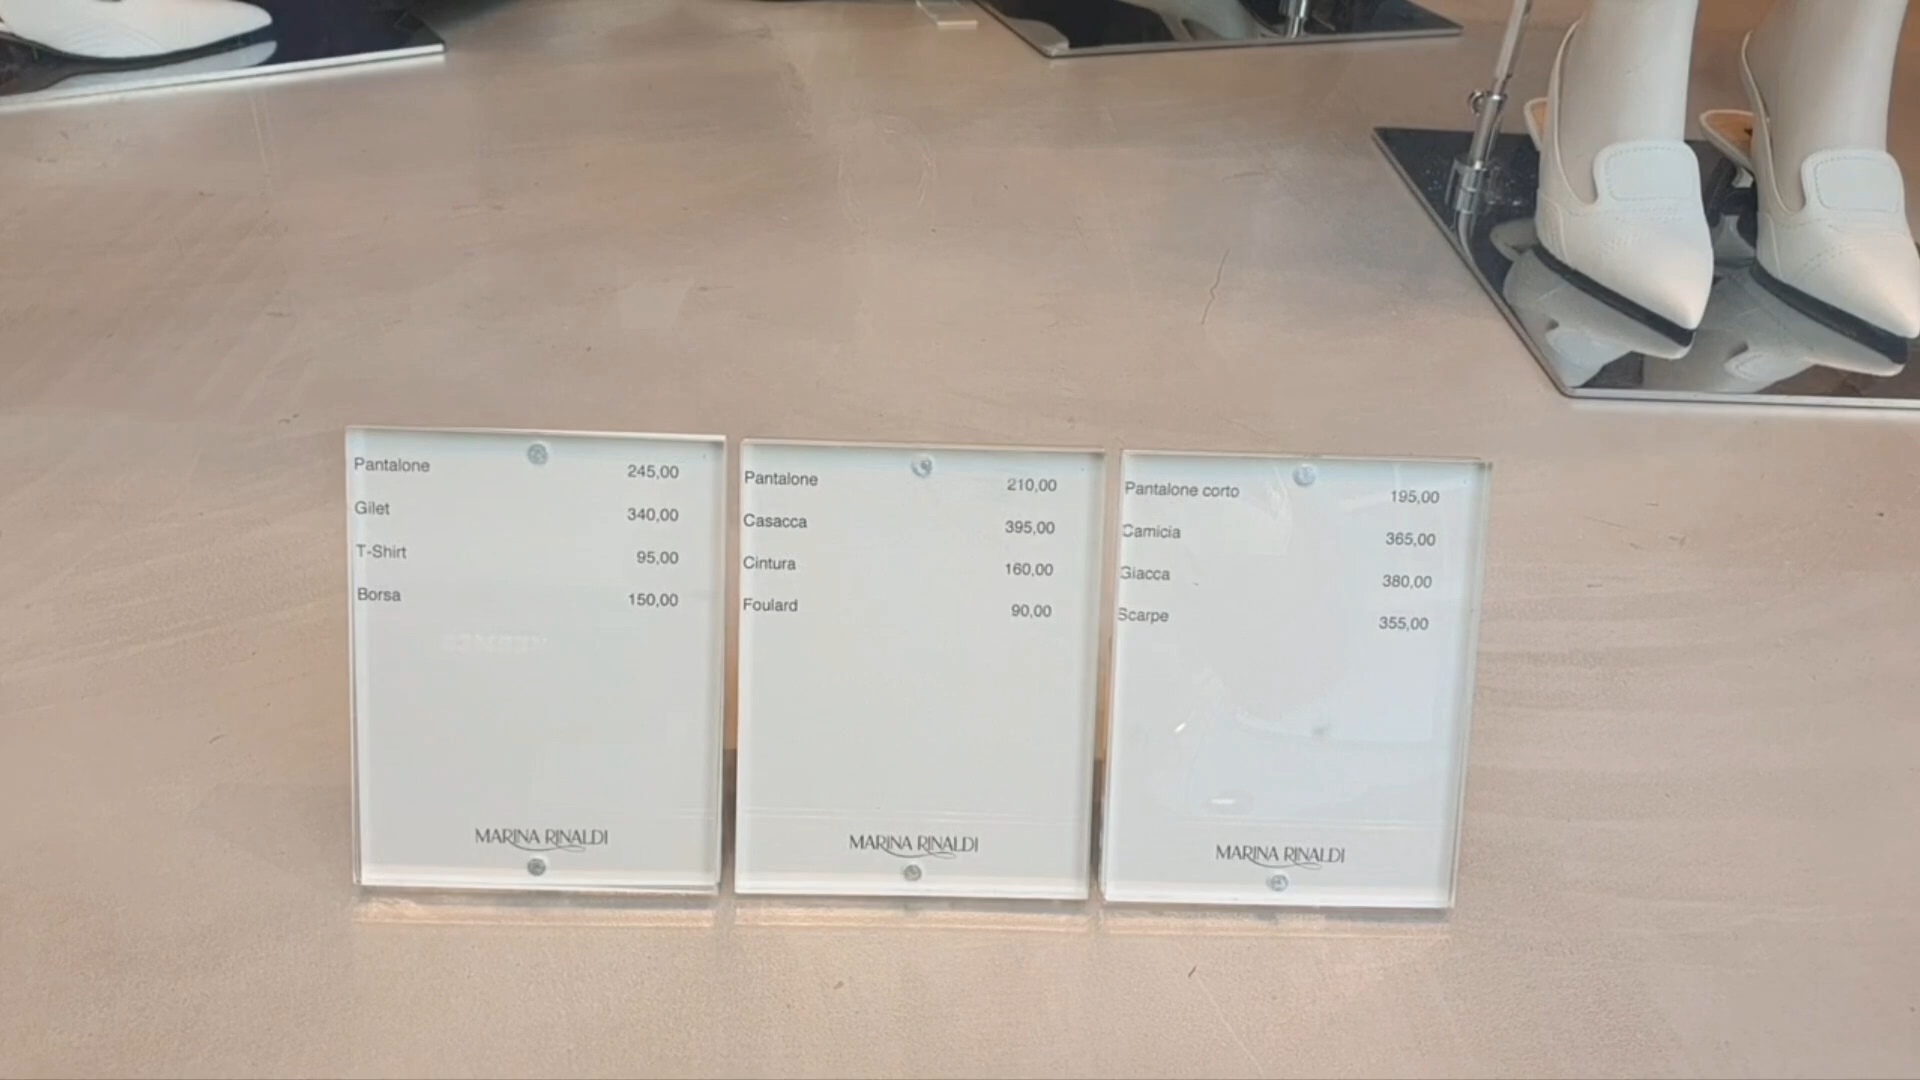 Pantalone 245,00
Gilet 340,00
T-Shirt 95,00
Borsa 150,00
MARINA RINALDI
Pantalone 210,00
Casacca 395,00
Cintura 160,00
Foulard 90,00
MARINA RINALDI
Pantalone corto 195,00
Camicia 365,00
Giacca 380,00
Scarpe 355,00
MARINA RINALDI